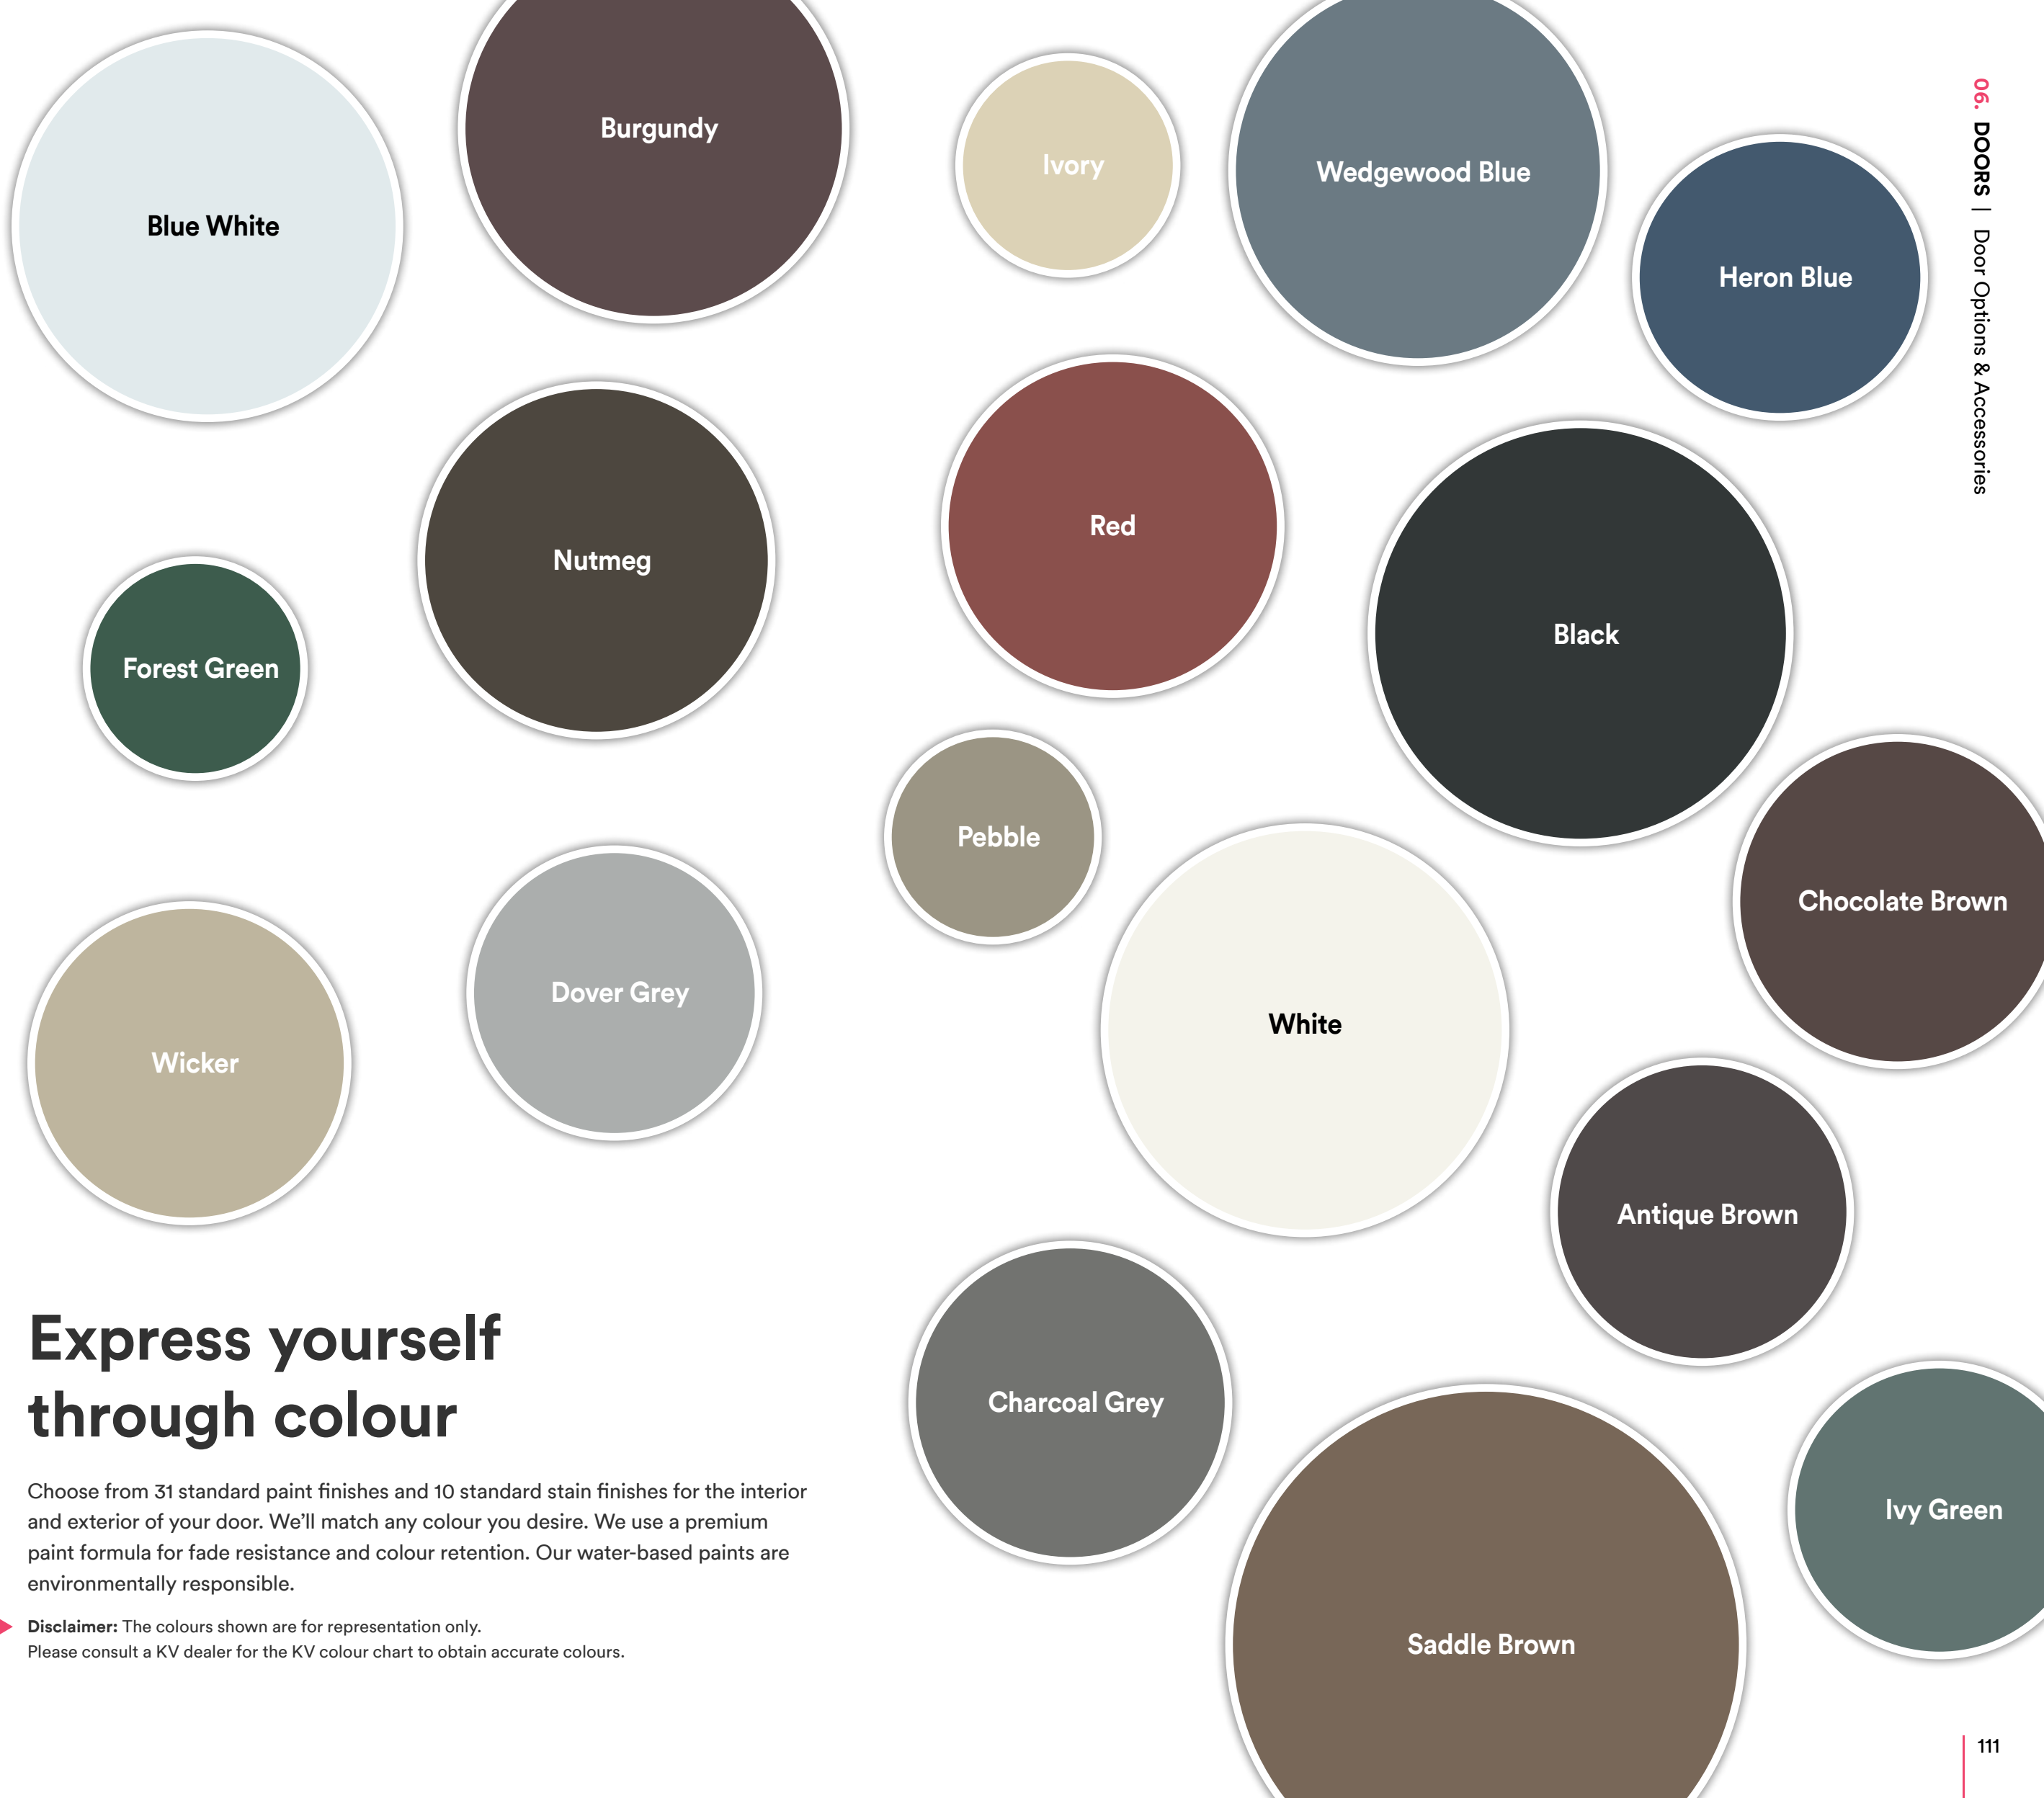 Blue White
Burgundy
Ivory
Wedgewood Blue
Heron Blue
06. DOORS | Door Options & Accessories
Nutmeg
Red
Black
Forest Green
Pebble
Chocolate Brown
Wicker
Dover Grey
White
Antique Brown
Charcoal Grey
Saddle Brown
Ivy Green
Express yourself
through colour
Choose from 31 standard paint finishes and 10 standard stain finishes for the interior
and exterior of your door. We’ll match any colour you desire. We use a premium
paint formula for fade resistance and colour retention. Our water-based paints are
environmentally responsible.
Disclaimer: The colours shown are for representation only.
Please consult a KV dealer for the KV colour chart to obtain accurate colours.
111